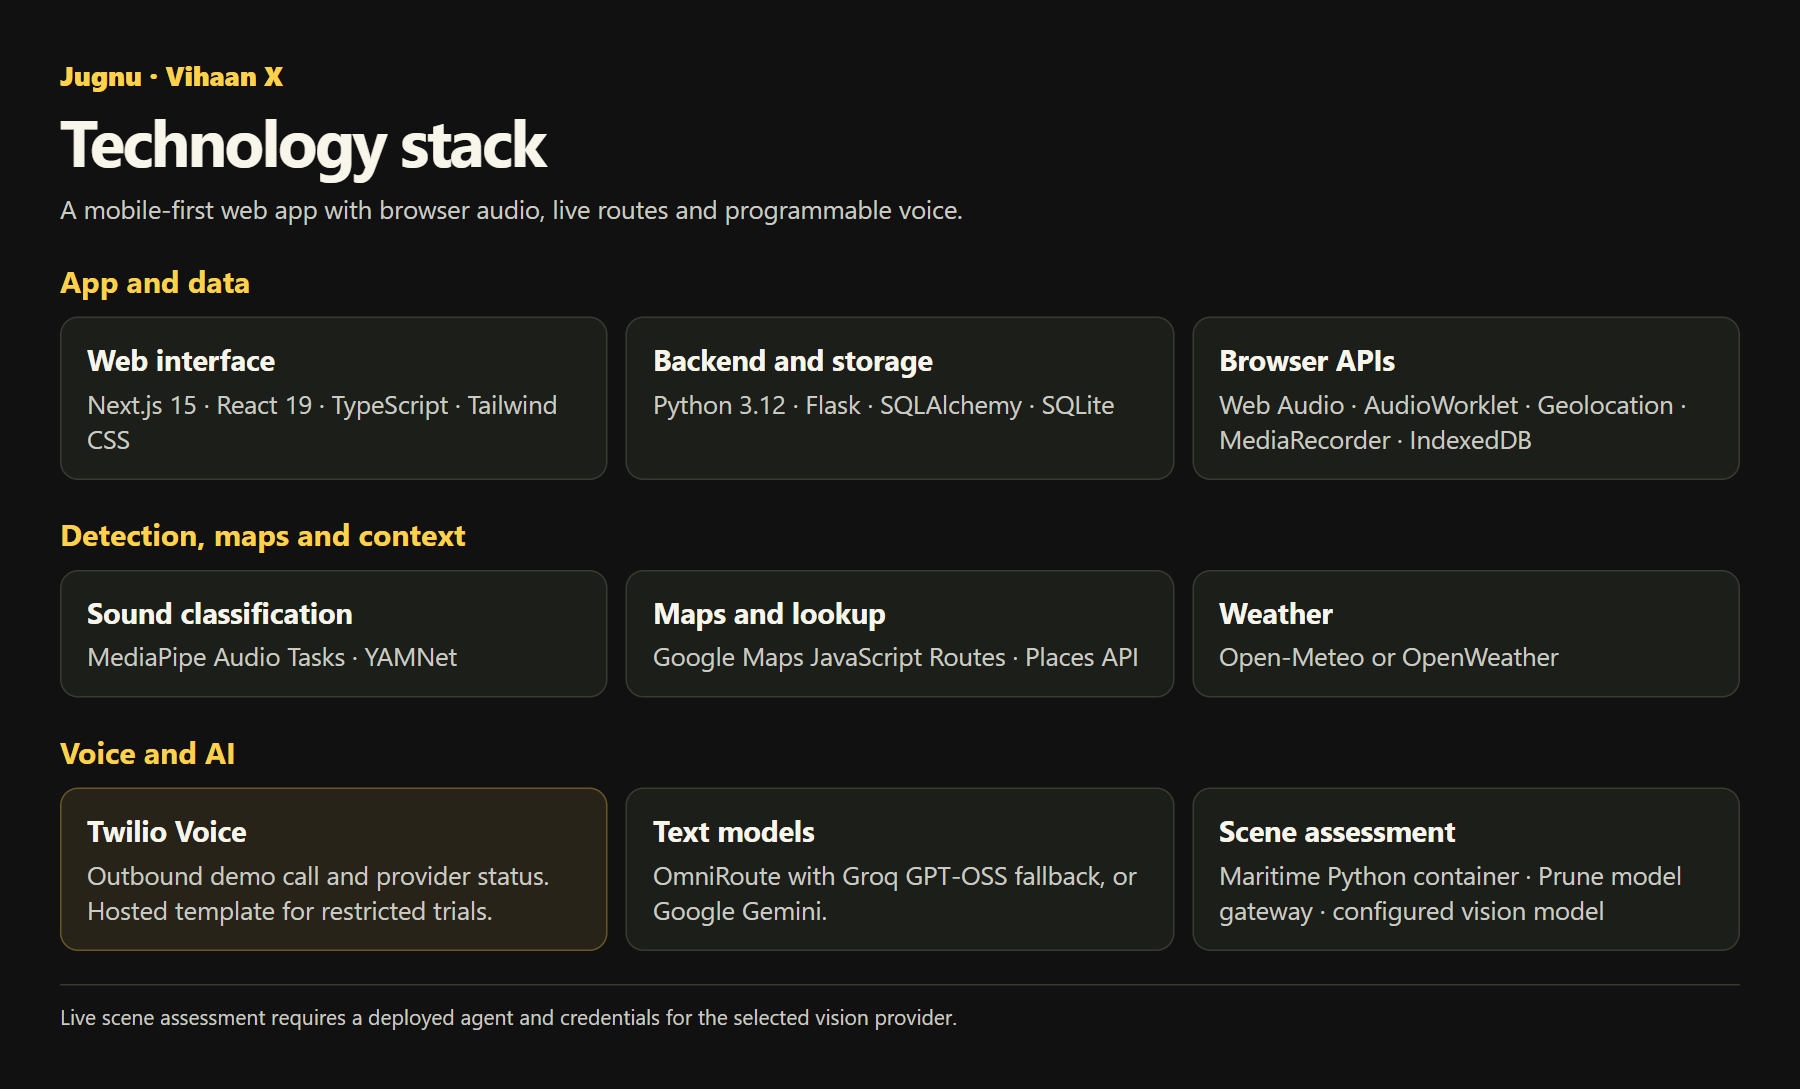 Jugnu · Vihaan X
Technology stack
A mobile-first web app with browser audio, live routes and programmable voice.
App and data
Web interface
Next.js 15 · React 19 · TypeScript · Tailwind
CSS
Backend and storage
Python 3.12 · Flask · SQLAlchemy · SQLite
Browser APIs
Web Audio · AudioWorklet · Geolocation ·
MediaRecorder · IndexedDB
Detection, maps and context
Sound classification
MediaPipe Audio Tasks · YAMNet
Maps and lookup
Google Maps JavaScript Routes · Places API
Weather
Open-Meteo or OpenWeather
Voice and AI
Twilio Voice
Outbound demo call and provider status.
Hosted template for restricted trials.
Text models
OmniRoute with Groq GPT-OSS fallback, or
Google Gemini.
Scene assessment
Maritime Python container · Prune model
gateway · configured vision model
Live scene assessment requires a deployed agent and credentials for the selected vision provider.